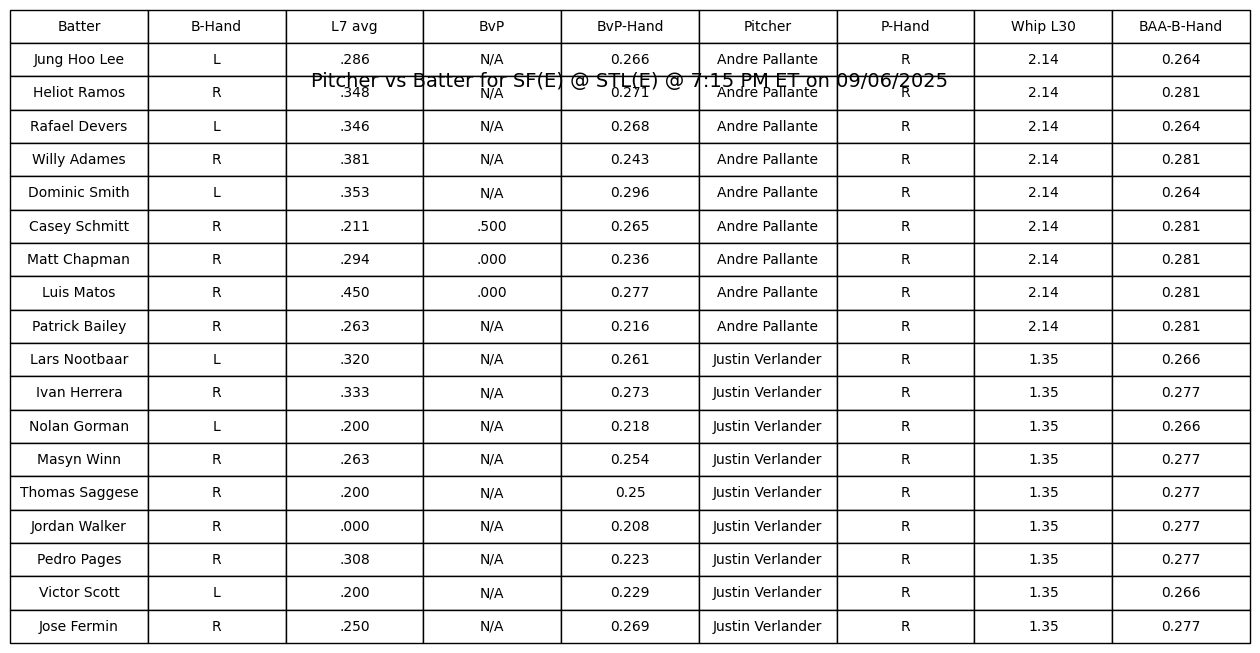 Batter B-Hand L7 avg BvP BvP-Hand Pitcher P-Hand Whip L30 BAA-B-Hand
Jung Hoo Lee L .286 N/A 0.266 Andre Pallante R 2.14 0.264
Pitcher vs Batter for SF(E) @ STL(E) @ 7:15 PM ET on 09/06/2025
Heliot Ramos R .348 N/A 0.271 Andre Pallante R 2.14 0.281
Rafael Devers L .346 N/A 0.268 Andre Pallante R 2.14 0.264
Willy Adames R .381 N/A 0.243 Andre Pallante R 2.14 0.281
Dominic Smith L .353 N/A 0.296 Andre Pallante R 2.14 0.264
Casey Schmitt R .211 .500 0.265 Andre Pallante R 2.14 0.281
Matt Chapman R .294 .000 0.236 Andre Pallante R 2.14 0.281
Luis Matos R .450 .000 0.277 Andre Pallante R 2.14 0.281
Patrick Bailey R .263 N/A 0.216 Andre Pallante R 2.14 0.281
Lars Nootbaar L .320 N/A 0.261 Justin Verlander R 1.35 0.266
Ivan Herrera R .333 N/A 0.273 Justin Verlander R 1.35 0.277
Nolan Gorman L .200 N/A 0.218 Justin Verlander R 1.35 0.266
Masyn Winn R .263 N/A 0.254 Justin Verlander R 1.35 0.277
Thomas Saggese R .200 N/A 0.25 Justin Verlander R 1.35 0.277
Jordan Walker R .000 N/A 0.208 Justin Verlander R 1.35 0.277
Pedro Pages R .308 N/A 0.223 Justin Verlander R 1.35 0.277
Victor Scott L .200 N/A 0.229 Justin Verlander R 1.35 0.266
Jose Fermin R .250 N/A 0.269 Justin Verlander R 1.35 0.277